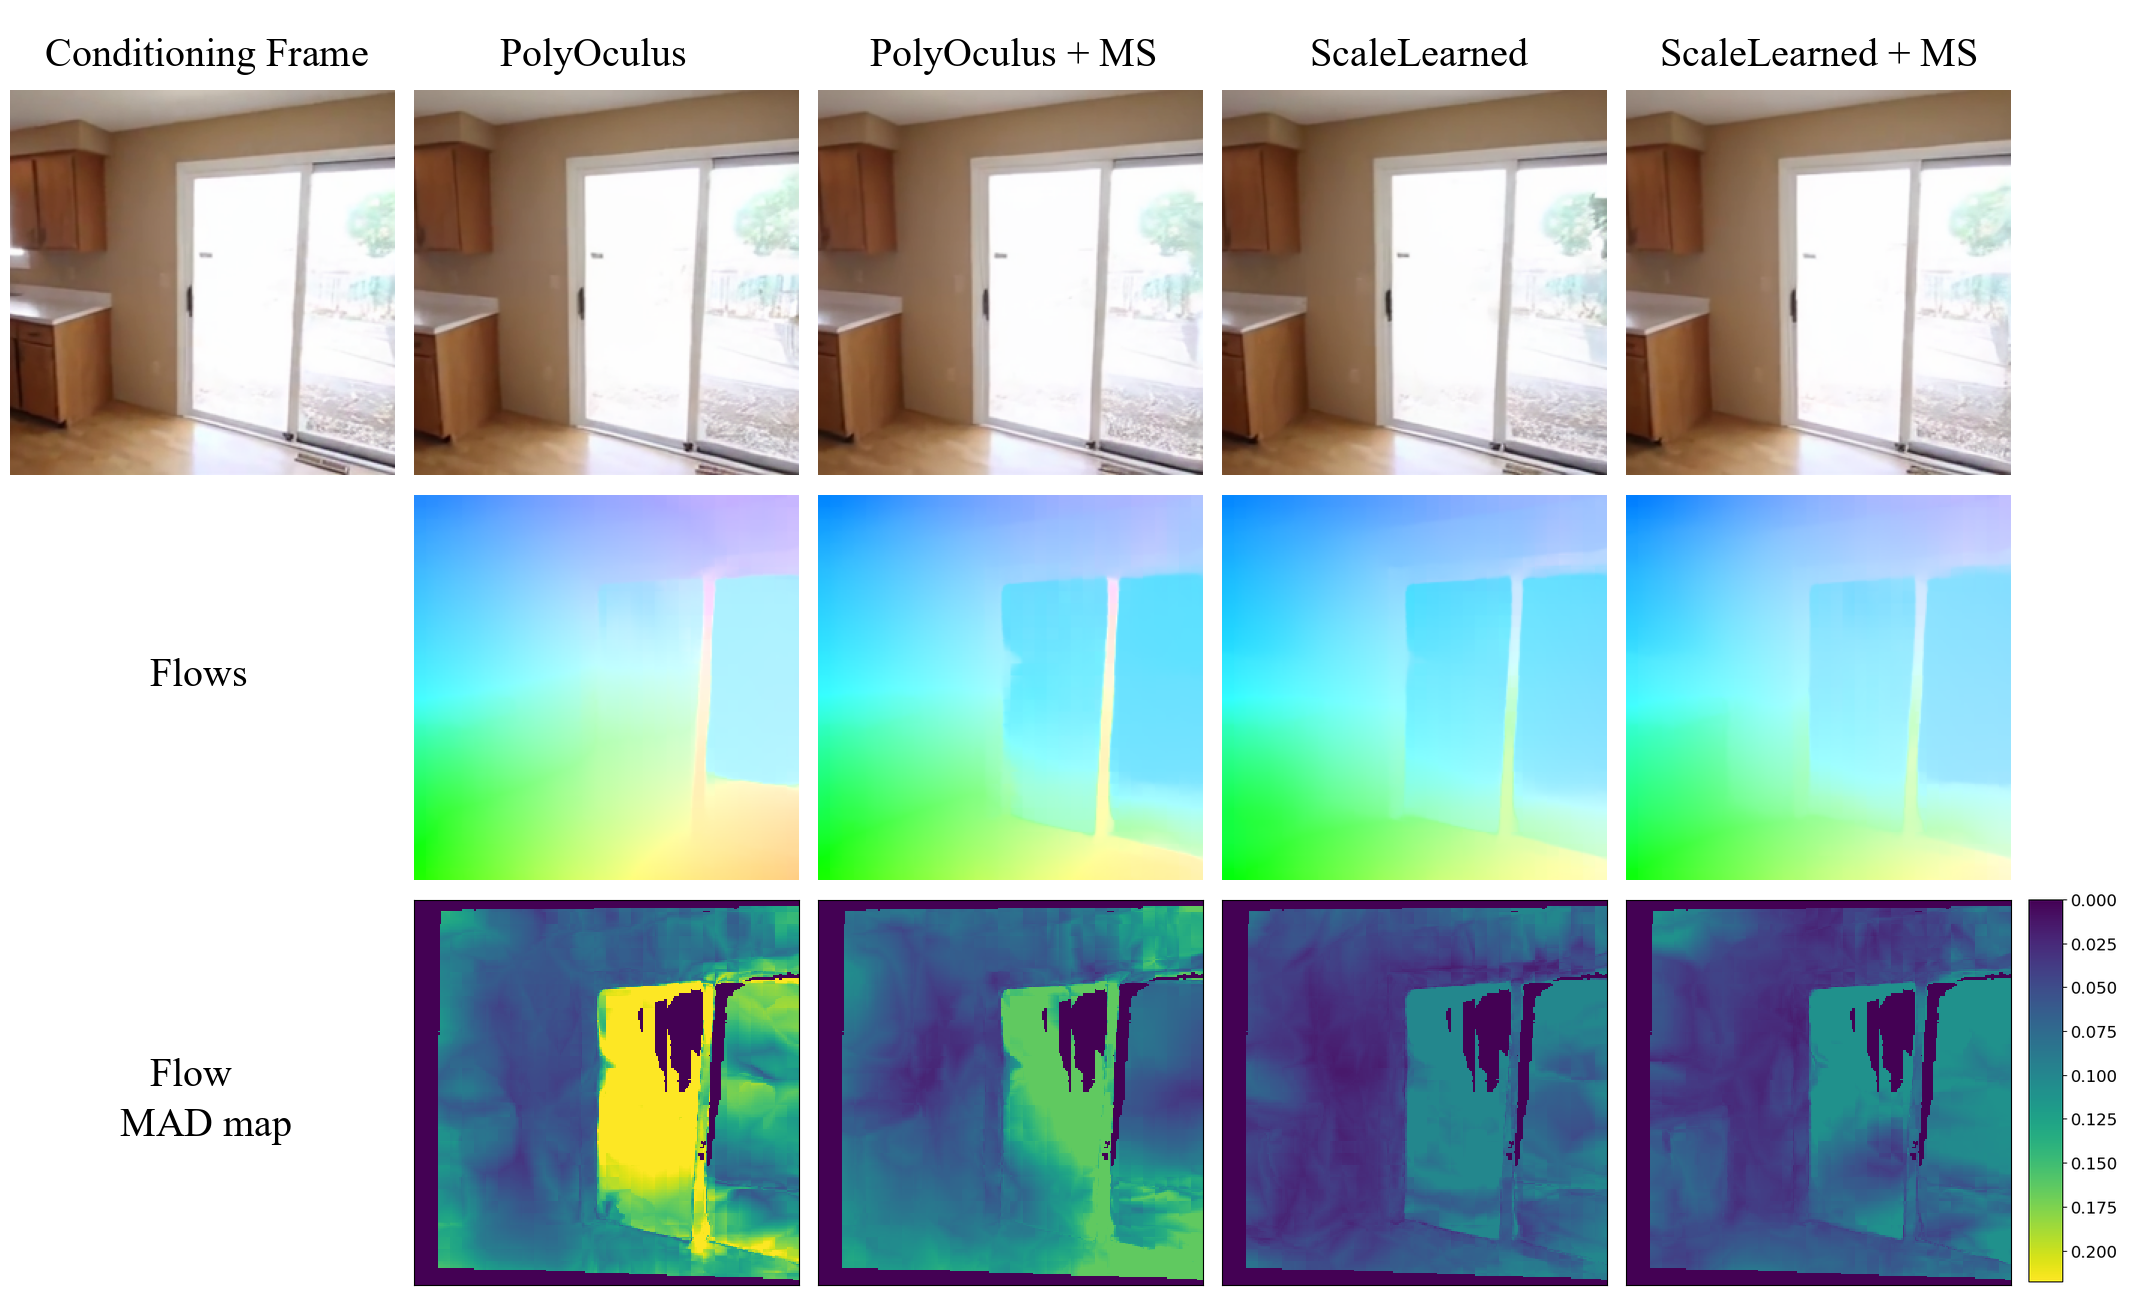 Conditioning Frame
PolyOculus
PolyOculus + MS
ScaleLearned
ScaleLearned + MS
Flows
Flow
MAD map
0.000
0.025
0.050
0.075
0.100
0.125
0.150
0.175
0.200